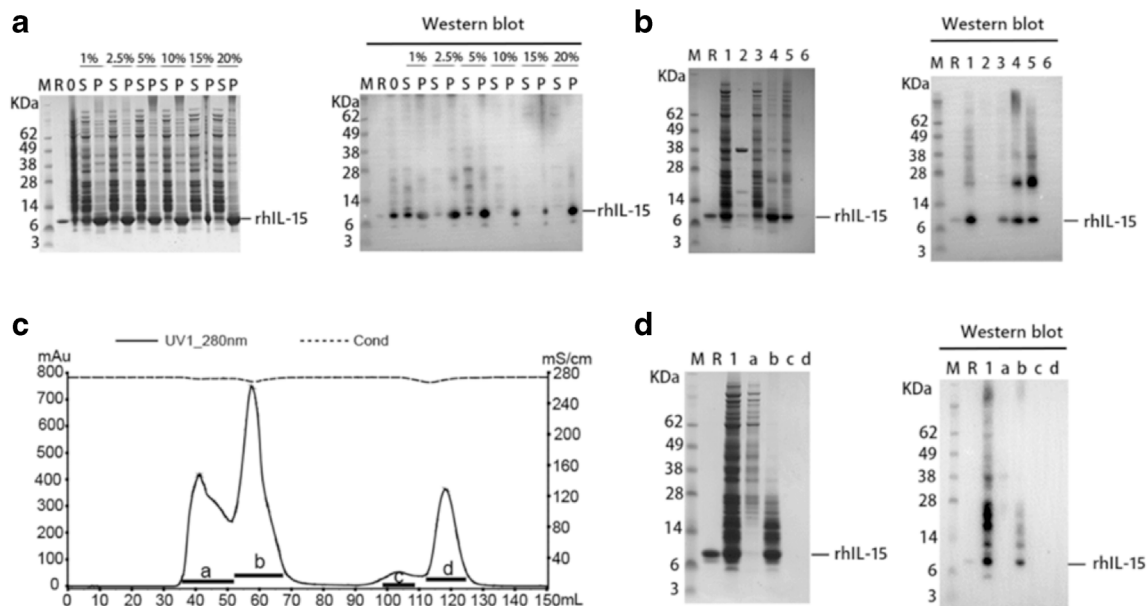 a
1% 2.5% 5% 10% 15% 20%
M R 0 S P S P S P S P S P S P
KDa
62
49
38
28
14
6
3
rhIL-15
Western blot
1% 2.5% 5% 10% 15% 20%
M R 0 S P S P S P S P S P S P
KDa
62
49
38
28
14
6
3
rhIL-15
b
M R 1 2 3 4 5 6
KDa
62
49
38
28
14
6
3
rhIL-15
Western blot
M R 1 2 3 4 5 6
KDa
62
49
38
28
14
6
3
rhIL-15
c
UV1_280nm Cond
mAu
800
700
600
500
400
300
200
100
0
mS/cm
280
240
200
160
120
80
40
a b c d
0 10 20 30 40 50 60 70 80 90 100 110 120 130 140 150mL
d
M R 1 a b c d
KDa
62
49
38
28
14
6
3
rhIL-15
Western blot
M R 1 a b c d
KDa
62
49
38
28
14
6
3
rhIL-15